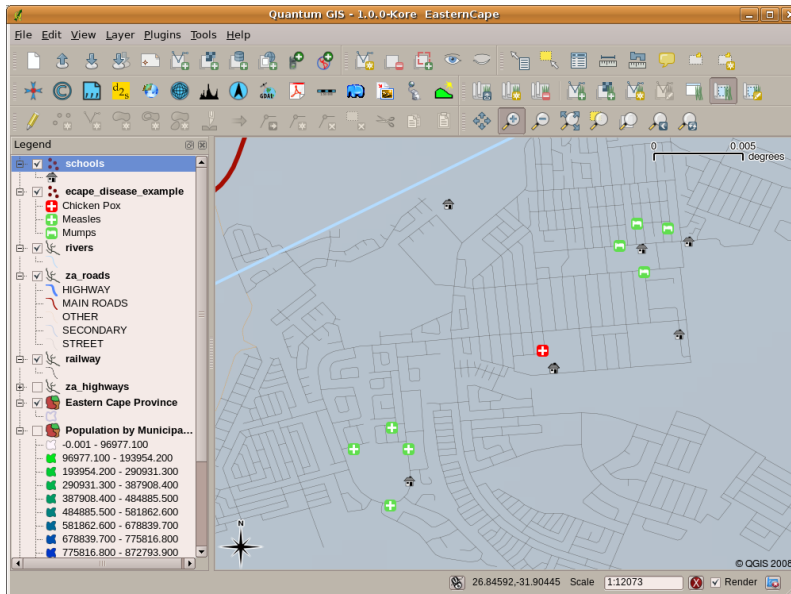 Quantum GIS - 1.0.0-Kore EasternCape
File Edit View Layer Plugins Tools Help
GDAL
Legend
schools
ecape_disease_example
Chicken Pox
Measles
Mumps
rivers
za_roads
HIGHWAY
MAIN ROADS
OTHER
SECONDARY
STREET
railway
za_highways
Eastern Cape Province
Population by Municipa...
-0.001 - 96977.100
96977.100 - 193954.200
193954.200 - 290931.300
290931.300 - 387908.400
387908.400 - 484885.500
484885.500 - 581862.600
581862.600 - 678839.700
678839.700 - 775816.800
775816.800 - 872793.900
0 0.005
degrees
N
© QGIS 2008
26.84592,-31.90445 Scale 1:12073 Render